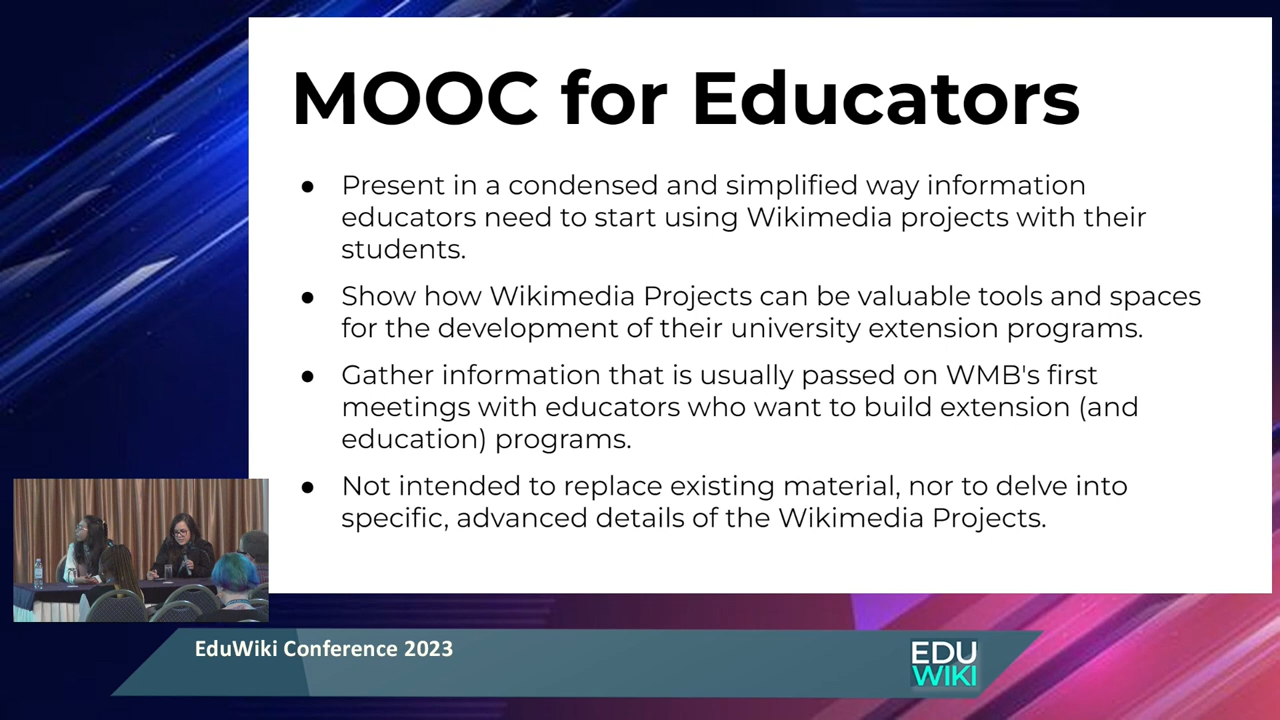 MOOC for Educators
● Present in a condensed and simplified way information
educators need to start using Wikimedia projects with their
students.
● Show how Wikimedia Projects can be valuable tools and spaces
for the development of their university extension programs.
● Gather information that is usually passed on WMB's first
meetings with educators who want to build extension (and
education) programs.
● Not intended to replace existing material, nor to delve into
specific, advanced details of the Wikimedia Projects.
EduWiki Conference 2023
EDU
WIKI